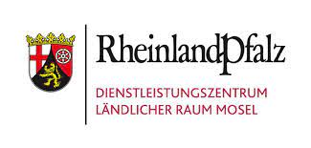 RheinlandPfalz
DIENSTLEISTUNGSZENTRUM
LÄNDLICHER RAUM MOSEL